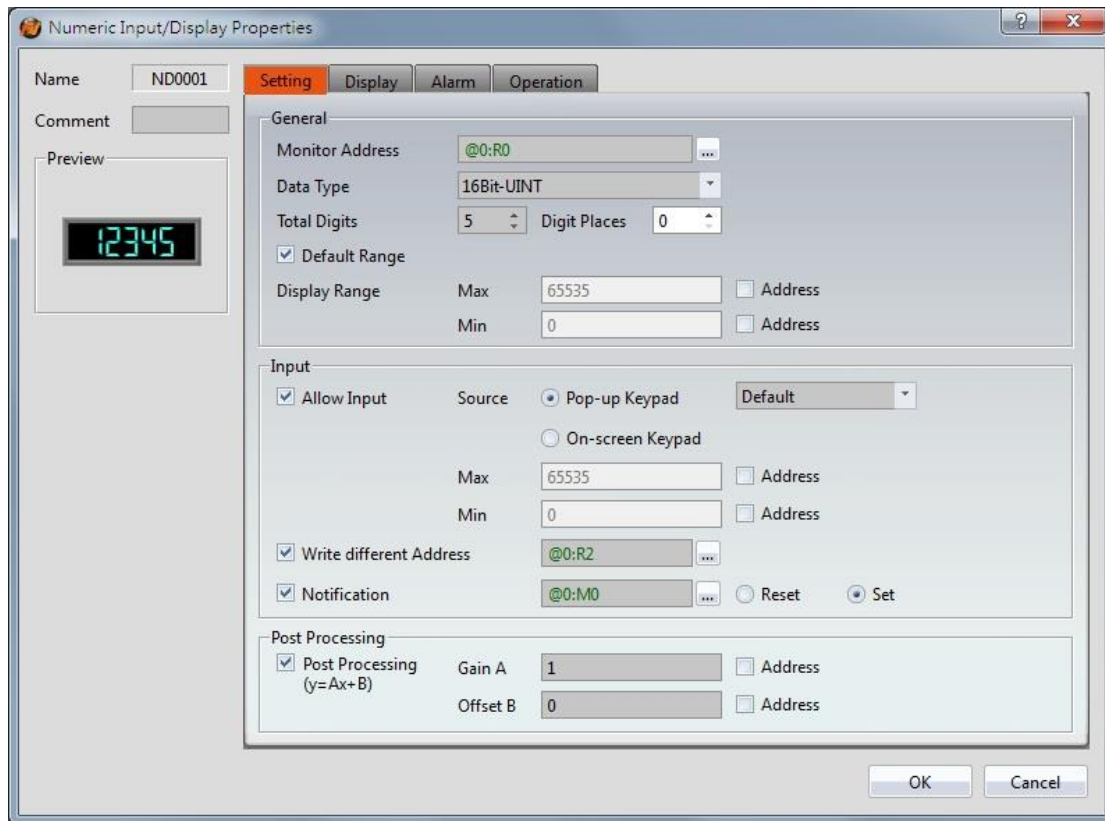 Numeric Input/Display Properties
Name ND0001
Comment
Preview
12345
Setting Display Alarm Operation
General
Monitor Address @0:R0 ...
Data Type 16Bit-UINT
Total Digits 5 Digit Places 0
Default Range
Display Range Max 65535 Address
Min 0 Address
Input
Allow Input Source Pop-up Keypad Default
On-screen Keypad
Max 65535 Address
Min 0 Address
Write different Address @0:R2 ...
Notification @0:M0 ... Reset Set
Post Processing
Post Processing Gain A 1 Address
(y=Ax+B)
Offset B 0 Address
OK Cancel